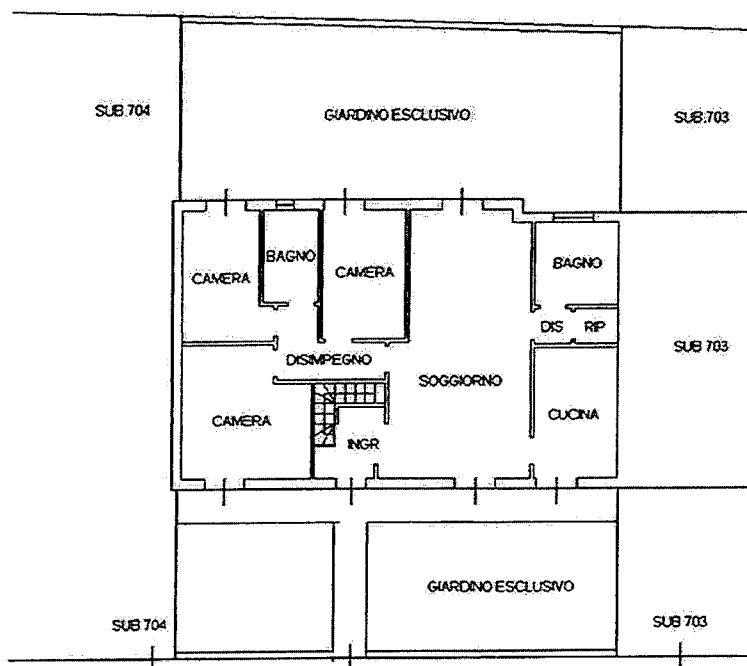 SUB.704
GIARDINO ESCLUSIVO
SUB.703
CAMERA
BAGNO
CAMERA
BAGNO
DIS
RIP
DISIMPEGNO
SUB 703
SOGGIORNO
CAMERA
INGR
CUCINA
GIARDINO ESCLUSIVO
SUB 704
SUB 703